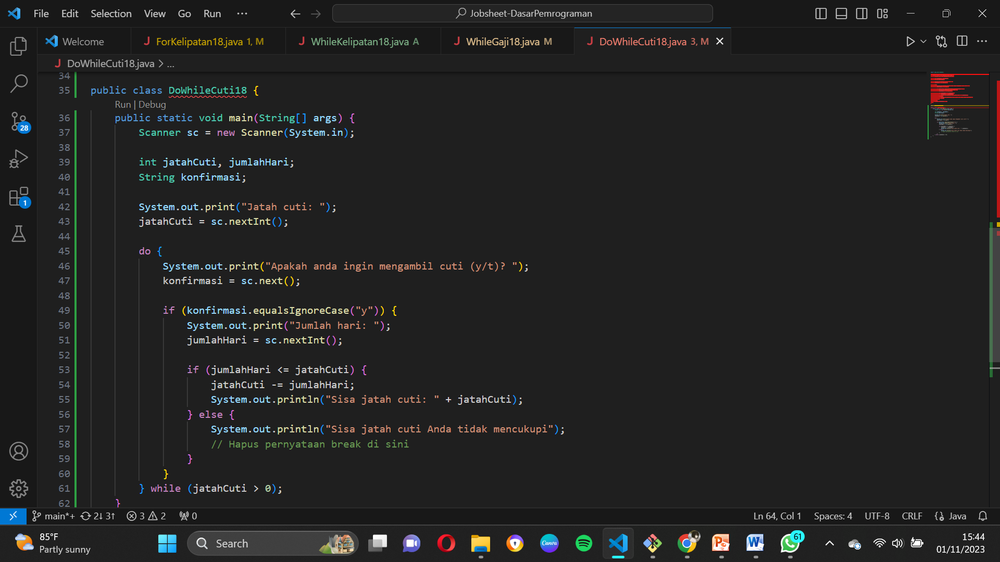 File Edit Selection View Go Run ··· Jobsheet-DasarPemrograman
Welcome ForKelipatan18.java 1, M WhileKelipatan18.java A WhileGaji18.java M DoWhileCuti18.java 3, M
DoWhileCuti18.java > ...
34
35 public class DoWhileCuti18 {
Run | Debug
36 public static void main(String[] args) {
37 Scanner sc = new Scanner(System.in);
38
39 int jatahCuti, jumlahHari;
40 String konfirmasi;
41
42 System.out.print("Jatah cuti: ");
43 jatahCuti = sc.nextInt();
44
45 do {
46 System.out.print("Apakah anda ingin mengambil cuti (y/t)? ");
47 konfirmasi = sc.next();
48
49 if (konfirmasi.equalsIgnoreCase("y")) {
50 System.out.print("Jumlah hari: ");
51 jumlahHari = sc.nextInt();
52
53 if (jumlahHari <= jatahCuti) {
54 jatahCuti -= jumlahHari;
55 System.out.println("Sisa jatah cuti: " + jatahCuti);
56 } else {
57 System.out.println("Sisa jatah cuti Anda tidak mencukupi");
58 // Hapus pernyataan break di sini
59 }
60 }
61 } while (jatahCuti > 0);
62 }
28
1
main*+ 2↓ 3↑ 3 2 0 Ln 64, Col 1 Spaces: 4 UTF-8 CRLF Java
85°F
Partly sunny
Search
Canva
61
15:44
01/11/2023